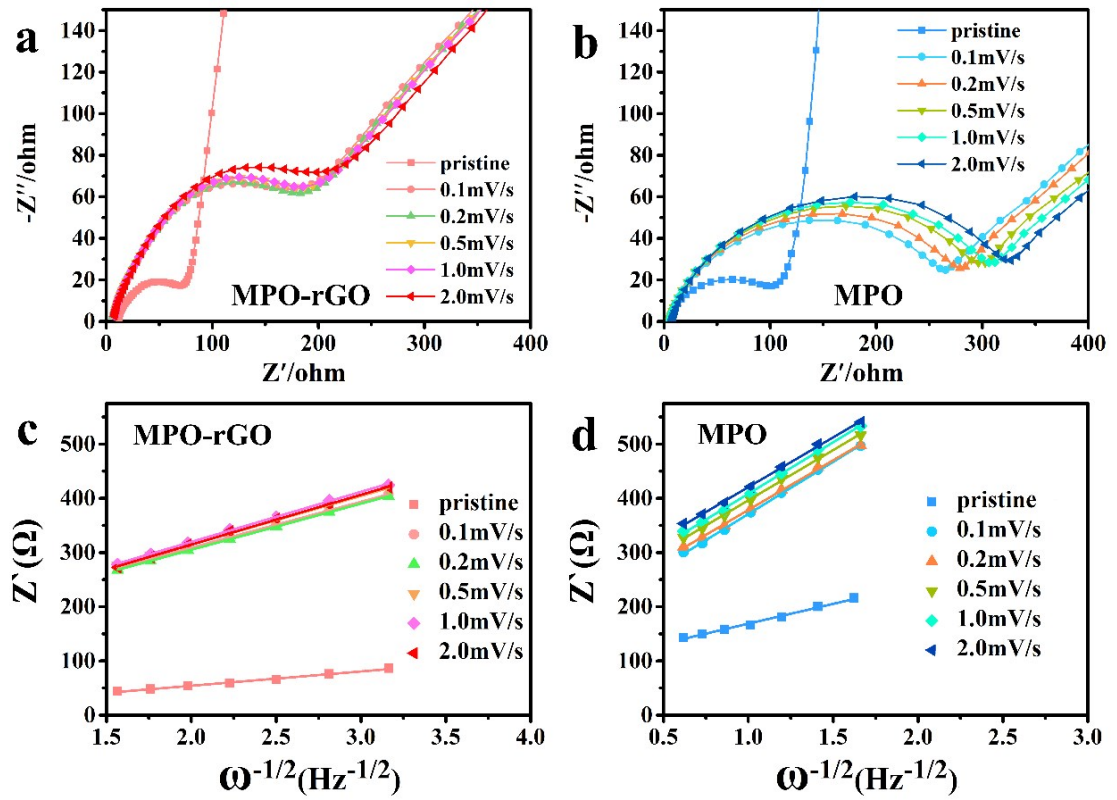 a
140
120
100
80
60
40
20
0
-Z″/ohm
0
100
200
300
400
Z′/ohm
pristine
0.1mV/s
0.2mV/s
0.5mV/s
1.0mV/s
2.0mV/s
MPO-rGO
b
140
120
100
80
60
40
20
0
-Z″/ohm
0
100
200
300
400
Z′/ohm
pristine
0.1mV/s
0.2mV/s
0.5mV/s
1.0mV/s
2.0mV/s
MPO
c
MPO-rGO
500
400
300
200
100
0
Z`(Ω)
1.5
2.0
2.5
3.0
3.5
4.0
ω-1/2(Hz-1/2)
pristine
0.1mV/s
0.2mV/s
0.5mV/s
1.0mV/s
2.0mV/s
d
MPO
500
400
300
200
100
0
Z`(Ω)
0.5
1.0
1.5
2.0
2.5
3.0
ω-1/2(Hz-1/2)
pristine
0.1mV/s
0.2mV/s
0.5mV/s
1.0mV/s
2.0mV/s